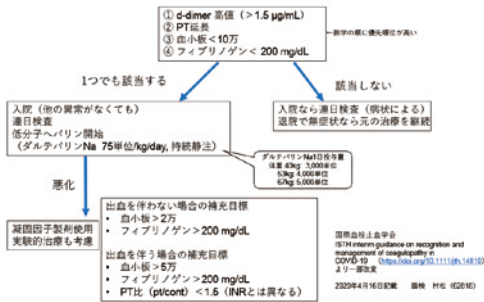 ① d-dimer 高値（> 1.5 μg/mL）
② PT延長
③ 血小板＜10万
④ フィブリノゲン＜ 200 mg/dL
数字の順に優先順位が高い
1つでも該当する
該当しない
入院（他の異常がなくても）
連日検査
低分子ヘパリン開始
（ダルテパリンNa 75単位/kg/day, 持続静注）
入院なら連日検査（病状による）
退院で無症状なら元の治療を継続
ダルテパリンNa1日投与量
体重 40kg: 3,000単位
53kg: 4,000単位
67kg: 5,000単位
悪化
凝固因子製剤使用
実験的治療も考慮
出血を伴わない場合の補充目標
• 血小板＞2万
• フィブリノゲン＞200 mg/dL
出血を伴う場合の補充目標
• 血小板＞5万
• フィブリノゲン＞200 mg/dL
• PT比（pt/cont）＜1.5（INRとは異なる）
国際血栓止血学会
ISTH interim guidance on recognition and
management of coagulopathy in
COVID-19 (https://doi.org/10.1111/jth.14810)
より一部改変
2020年4月16日記載